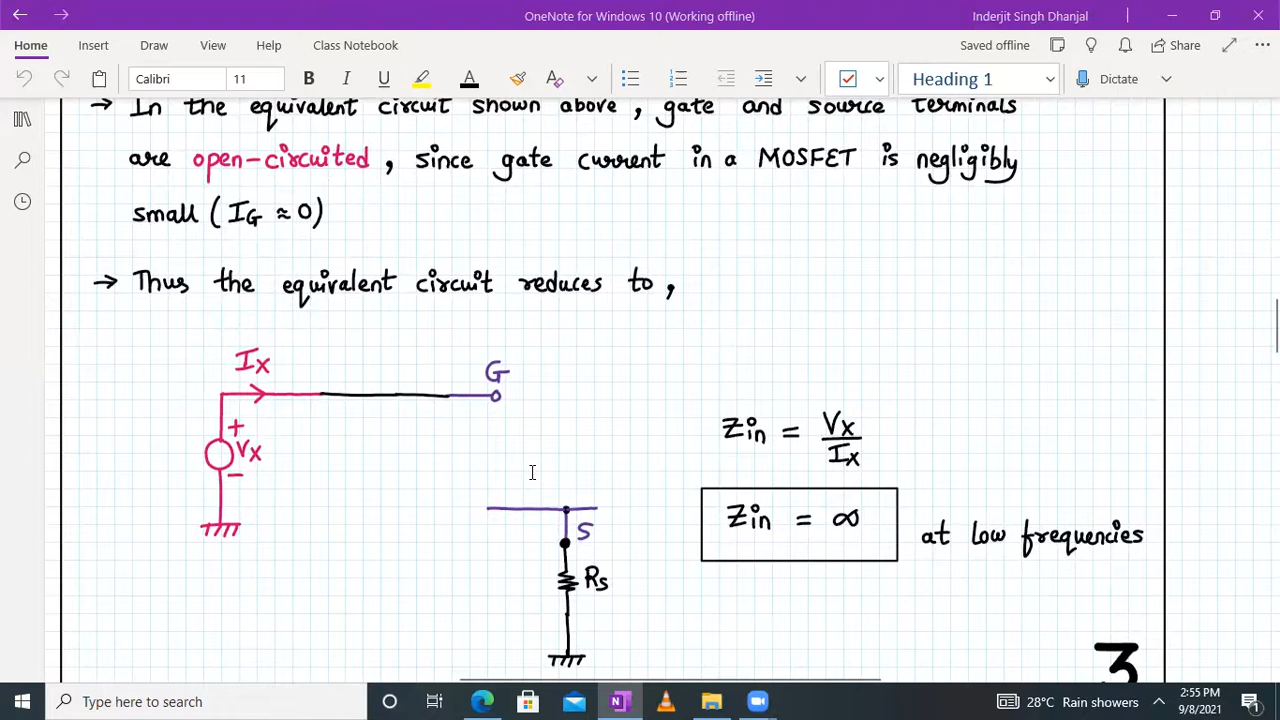 OneNote for Windows 10 (Working offline)
Inderjit Singh Dhanjal
Home Insert Draw View Help Class Notebook
Saved offline
Share
Calibri 11 B I U A Heading 1 Dictate
→ In the equivalent circuit shown above, gate and source terminals
are open-circuited, since gate current in a MOSFET is negligibly
small (IG ≈ 0)
→ Thus the equivalent circuit reduces to,
IX
G
+
VX
-
Zin = VX / IX
S
Zin = ∞ at low frequencies
RS
3
Type here to search
28°C Rain showers
2:55 PM
9/8/2021
1